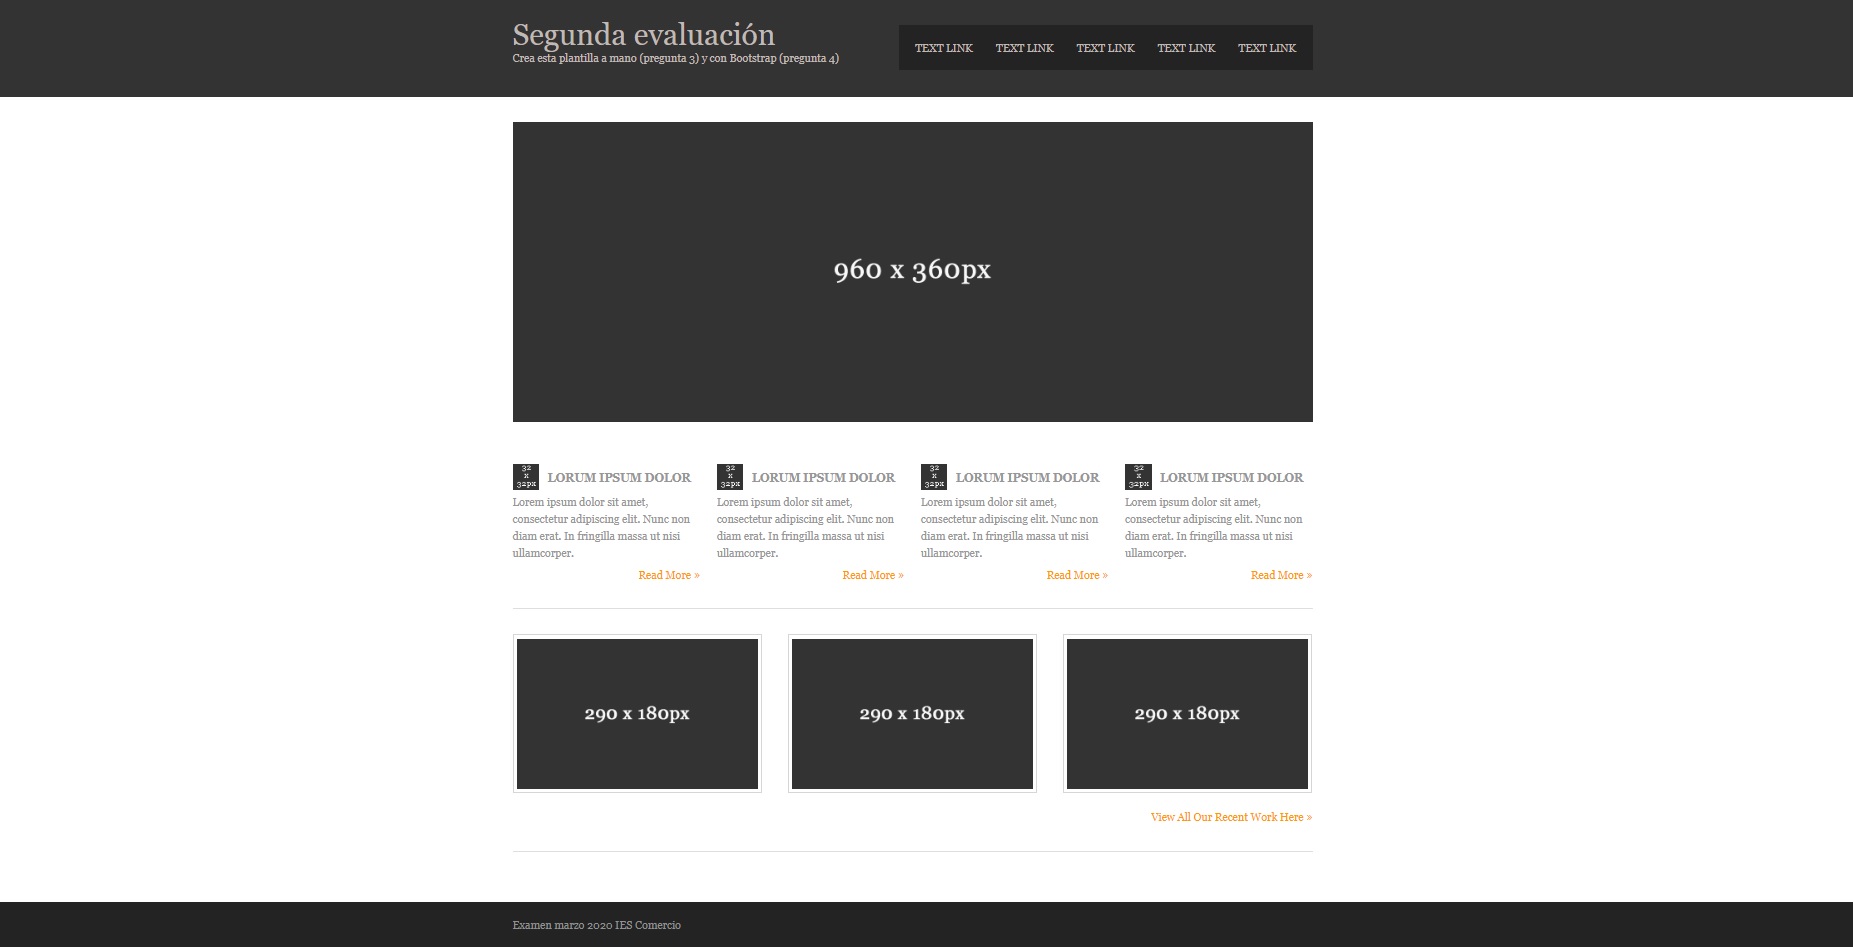 Segunda evaluación
Crea esta plantilla a mano (pregunta 3) y con Bootstrap (pregunta 4)
TEXT LINK TEXT LINK TEXT LINK TEXT LINK TEXT LINK
960 x 360px
32
x
32px
LORUM IPSUM DOLOR
Lorem ipsum dolor sit amet,
consectetur adipiscing elit. Nunc non
diam erat. In fringilla massa ut nisi
ullamcorper.
Read More »
32
x
32px
LORUM IPSUM DOLOR
Lorem ipsum dolor sit amet,
consectetur adipiscing elit. Nunc non
diam erat. In fringilla massa ut nisi
ullamcorper.
Read More »
32
x
32px
LORUM IPSUM DOLOR
Lorem ipsum dolor sit amet,
consectetur adipiscing elit. Nunc non
diam erat. In fringilla massa ut nisi
ullamcorper.
Read More »
32
x
32px
LORUM IPSUM DOLOR
Lorem ipsum dolor sit amet,
consectetur adipiscing elit. Nunc non
diam erat. In fringilla massa ut nisi
ullamcorper.
Read More »
290 x 180px
290 x 180px
290 x 180px
View All Our Recent Work Here »
Examen marzo 2020 IES Comercio